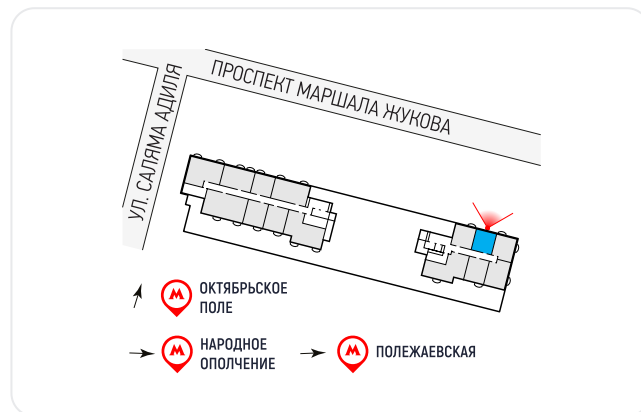 ПРОСПЕКТ МАРШАЛА ЖУКОВА
УЛ. САЛЯМА АДИЛЯ
М ОКТЯБРЬСКОЕ
ПОЛЕ
М НАРОДНОЕ
ОПОЛЧЕНИЕ
М ПОЛЕЖАЕВСКАЯ